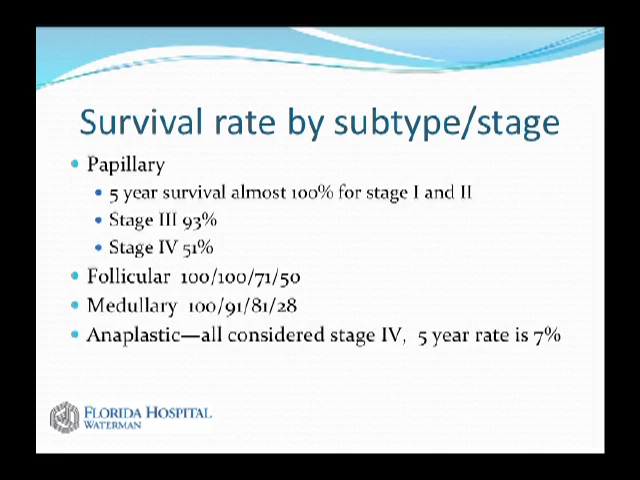 Survival rate by subtype/stage
Papillary
5 year survival almost 100% for stage I and II
Stage III 93%
Stage IV 51%
Follicular 100/100/71/50
Medullary 100/91/81/28
Anaplastic—all considered stage IV, 5 year rate is 7%
FLORIDA HOSPITAL
WATERMAN